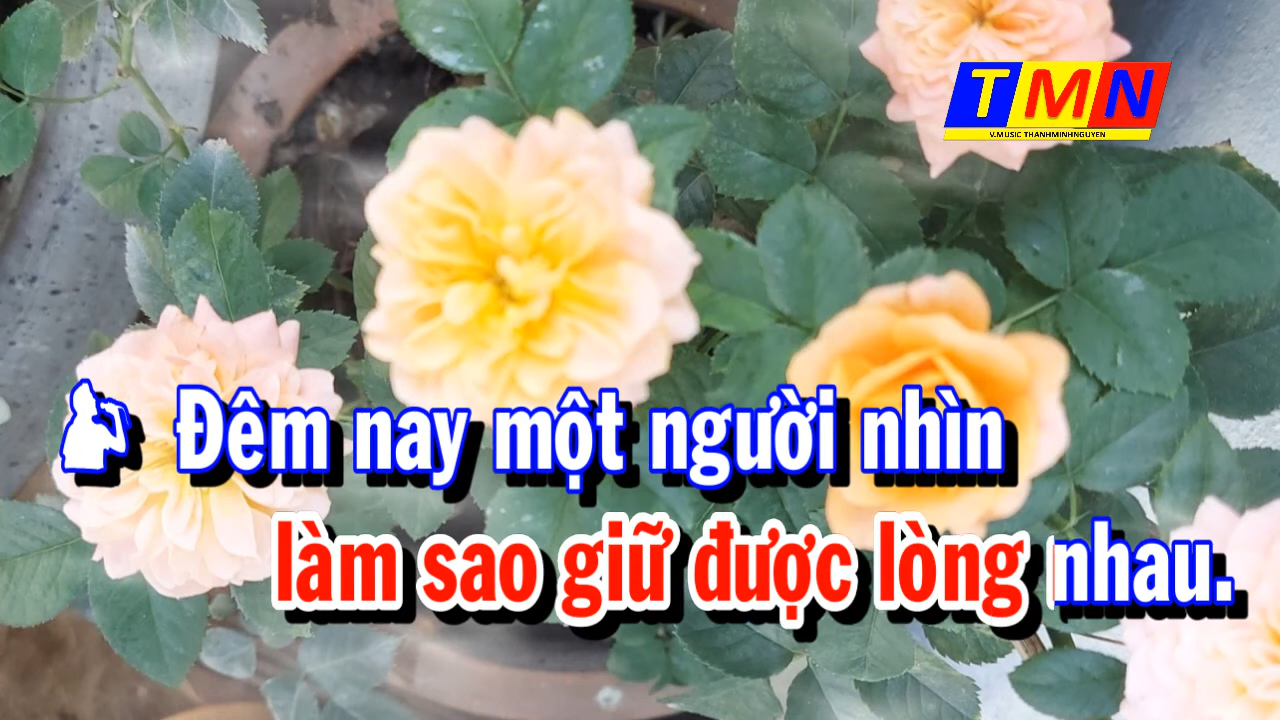 TMN
V.MUSIC THANHMINHNGUYEN
Đêm nay một người nhìn
làm sao giữ được lòng nhau.